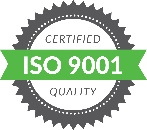 CERTIFIED
ISO 9001
QUALITY